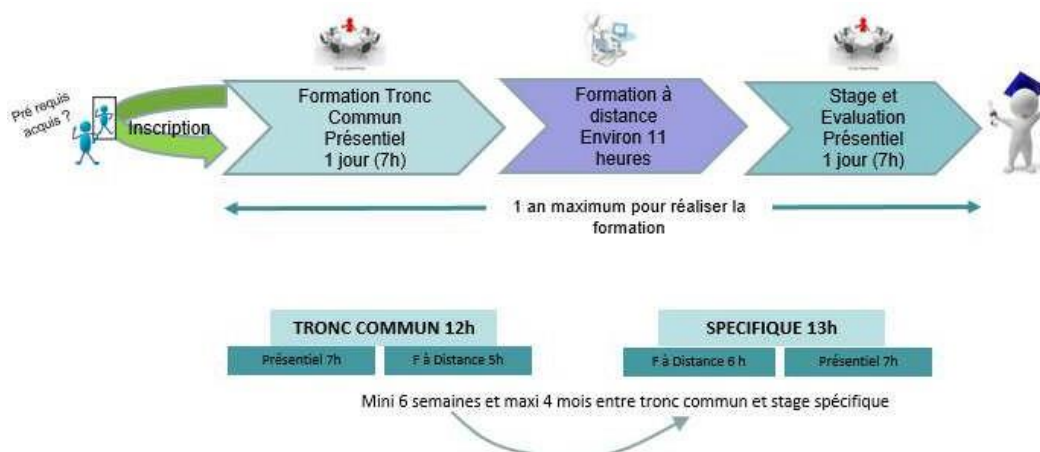 Pré requis
acquis ?
Inscription
Formation Tronc
Commun
Présentiel
1 jour (7h)
Formation à
distance
Environ 11
heures
Stage et
Evaluation
Présentiel
1 jour (7h)
1 an maximum pour réaliser la
formation
TRONC COMMUN 12h
Présentiel 7h
F à Distance 5h
SPECIFIQUE 13h
F à Distance 6 h
Présentiel 7h
Mini 6 semaines et maxi 4 mois entre tronc commun et stage spécifique